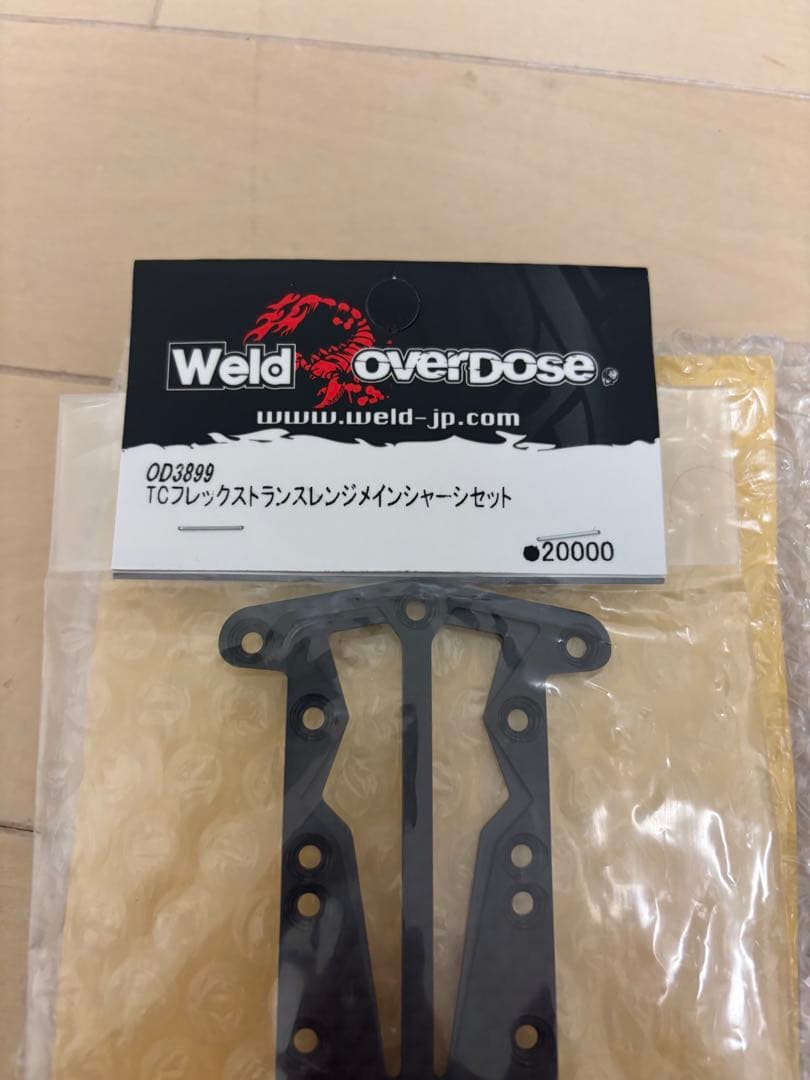 Weld OVERDOSE.
www.weld-jp.com
OD3899
TCフレックストランスレンジメインシャーシセット
●20000